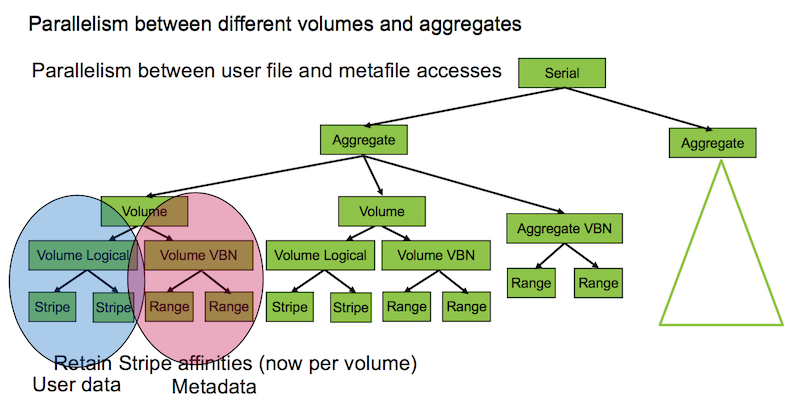 Parallelism between different volumes and aggregates
Parallelism between user file and metafile accesses
Serial
Aggregate
Aggregate
Volume
Volume
Aggregate VBN
Volume Logical
Volume VBN
Volume Logical
Volume VBN
Range
Range
Stripe
Stripe
Range
Range
Stripe
Stripe
Range
Range
Retain Stripe affinities (now per volume)
User data
Metadata